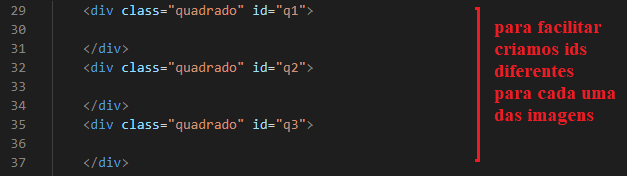 29 <div class="quadrado" id="q1">
30
31 </div>
32 <div class="quadrado" id="q2">
33
34 </div>
35 <div class="quadrado" id="q3">
36
37 </div>
para facilitar
criamos ids
diferentes
para cada uma
das imagens